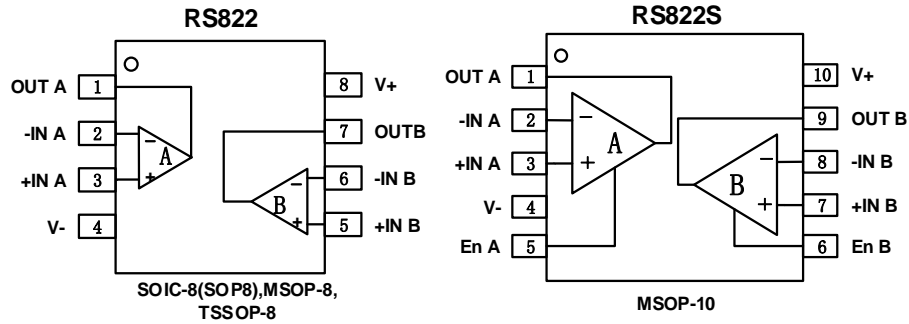 RS822
OUT A 1
8 V+
-IN A 2
7 OUTB
+IN A 3
A
6 -IN B
V- 4
B
5 +IN B
SOIC-8(SOP8),MSOP-8,
TSSOP-8
RS822S
OUT A 1
10 V+
-IN A 2
9 OUT B
+IN A 3
A
8 -IN B
V- 4
B
7 +IN B
En A 5
6 En B
MSOP-10